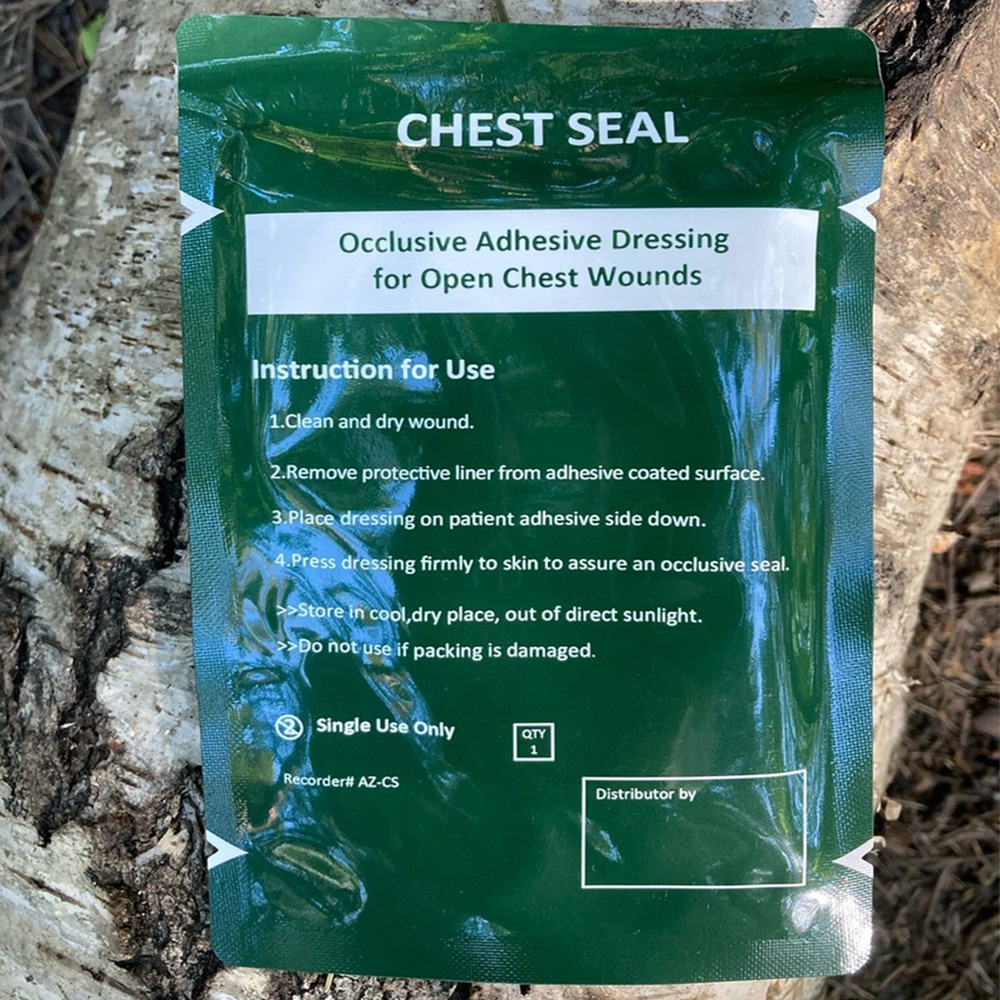 CHEST SEAL
Occlusive Adhesive Dressing
for Open Chest Wounds
Instruction for Use
1.Clean and dry wound.
2.Remove protective liner from adhesive coated surface.
3.Place dressing on patient adhesive side down.
4.Press dressing firmly to skin to assure an occlusive seal.
>>Store in cool,dry place, out of direct sunlight.
>>Do not use if packing is damaged.
2 Single Use Only
QTY
1
Recorder# AZ-CS
Distributor by